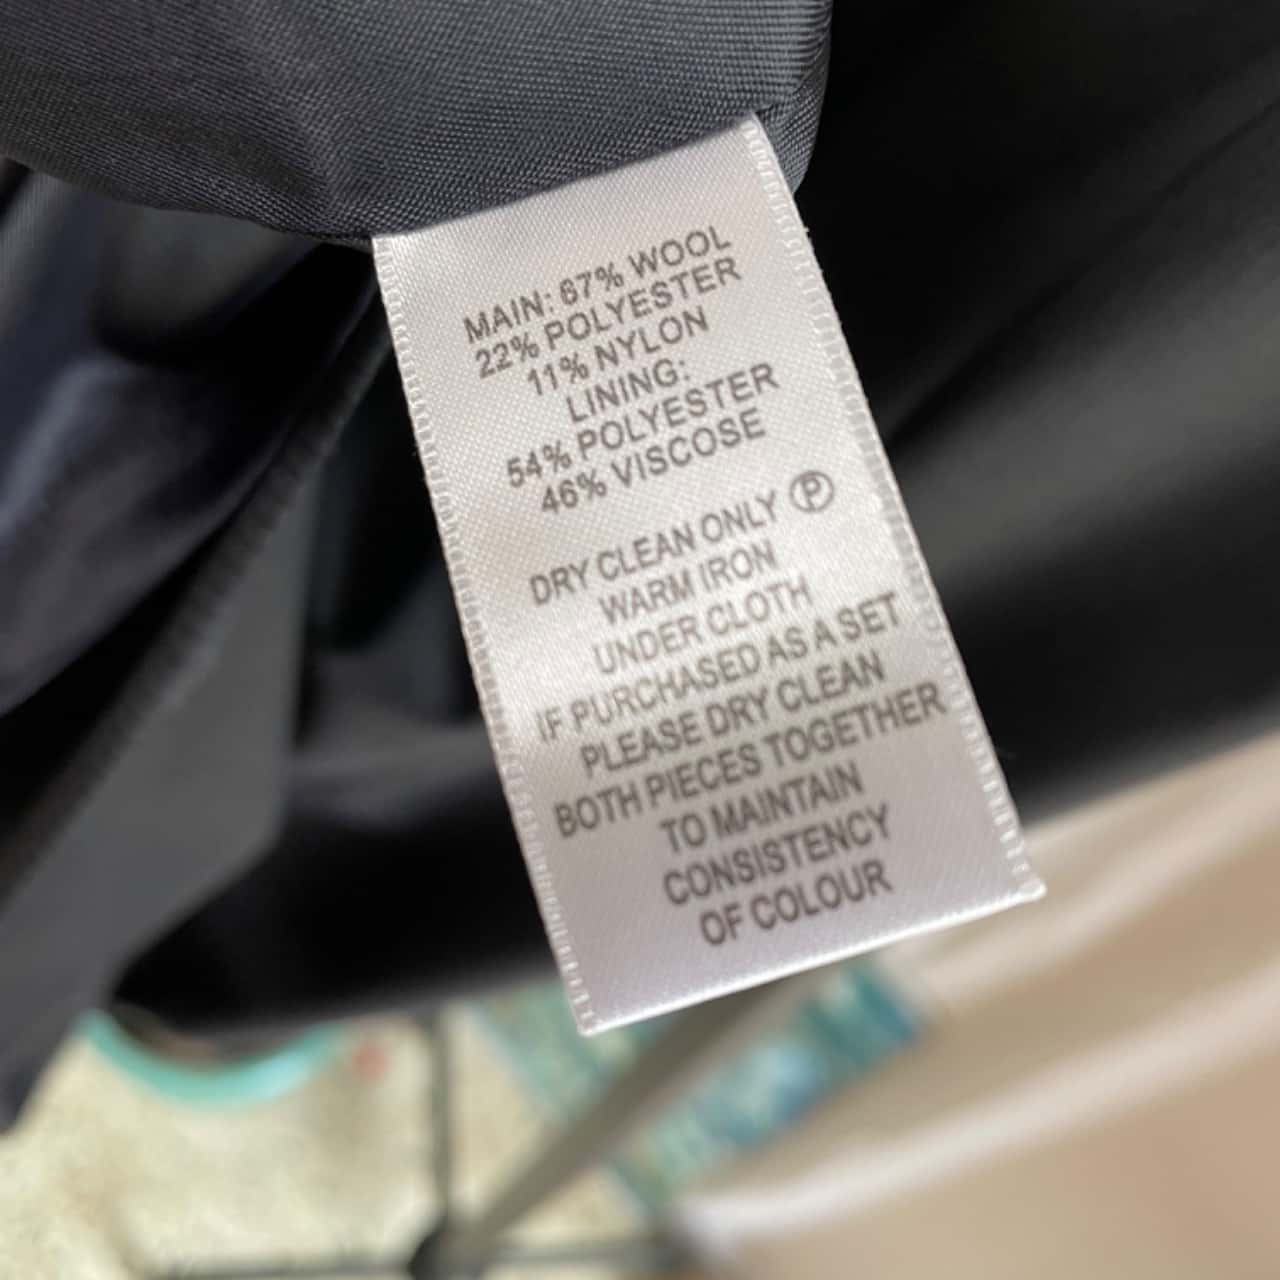 MAIN: 67% WOOL
22% POLYESTER
11% NYLON
LINING:
54% POLYESTER
46% VISCOSE
DRY CLEAN ONLY Ⓟ
WARM IRON
UNDER CLOTH
IF PURCHASED AS A SET
PLEASE DRY CLEAN
BOTH PIECES TOGETHER
TO MAINTAIN
CONSISTENCY
OF COLOUR